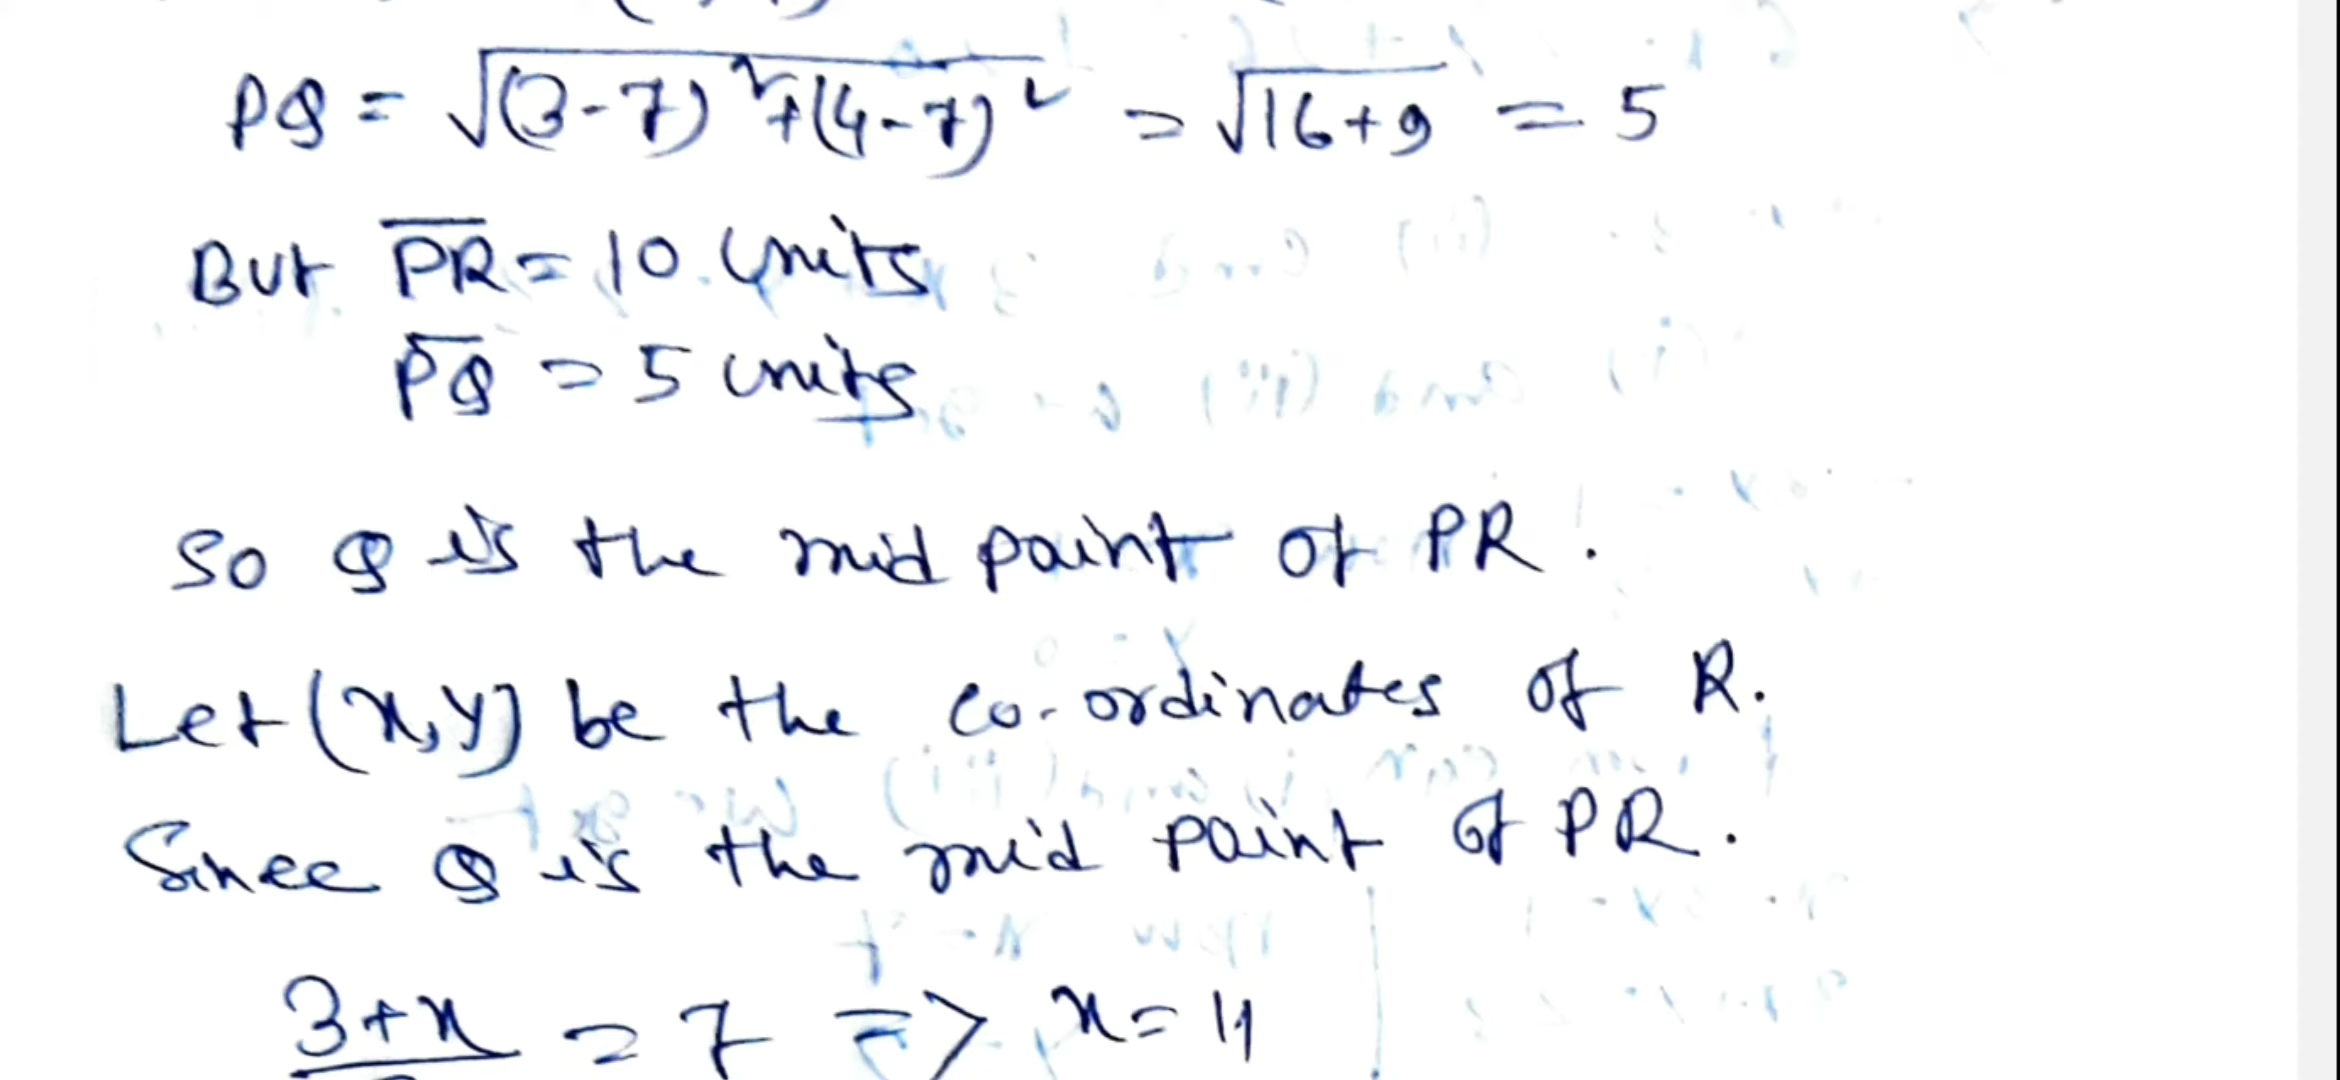 PQ = √(3-7)²+(4-7)² = √16+9 = 5
But PR = 10 units
PQ = 5 units
So Q is the mid point of PR.
Let (x,y) be the co-ordinates of R.
Since Q is the mid point of PR.
3+x = 7 => x = 11